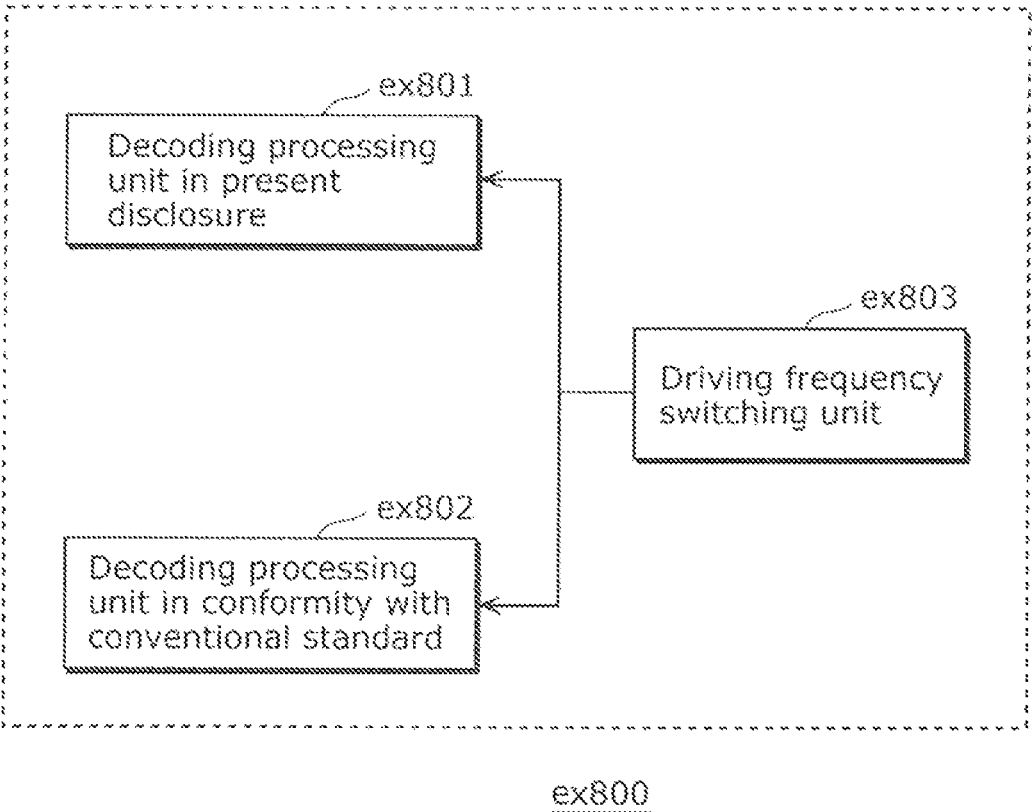 ex801
Decoding processing
unit in present
disclosure
ex803
Driving frequency
switching unit
ex802
Decoding processing
unit in conformity with
conventional standard
ex800